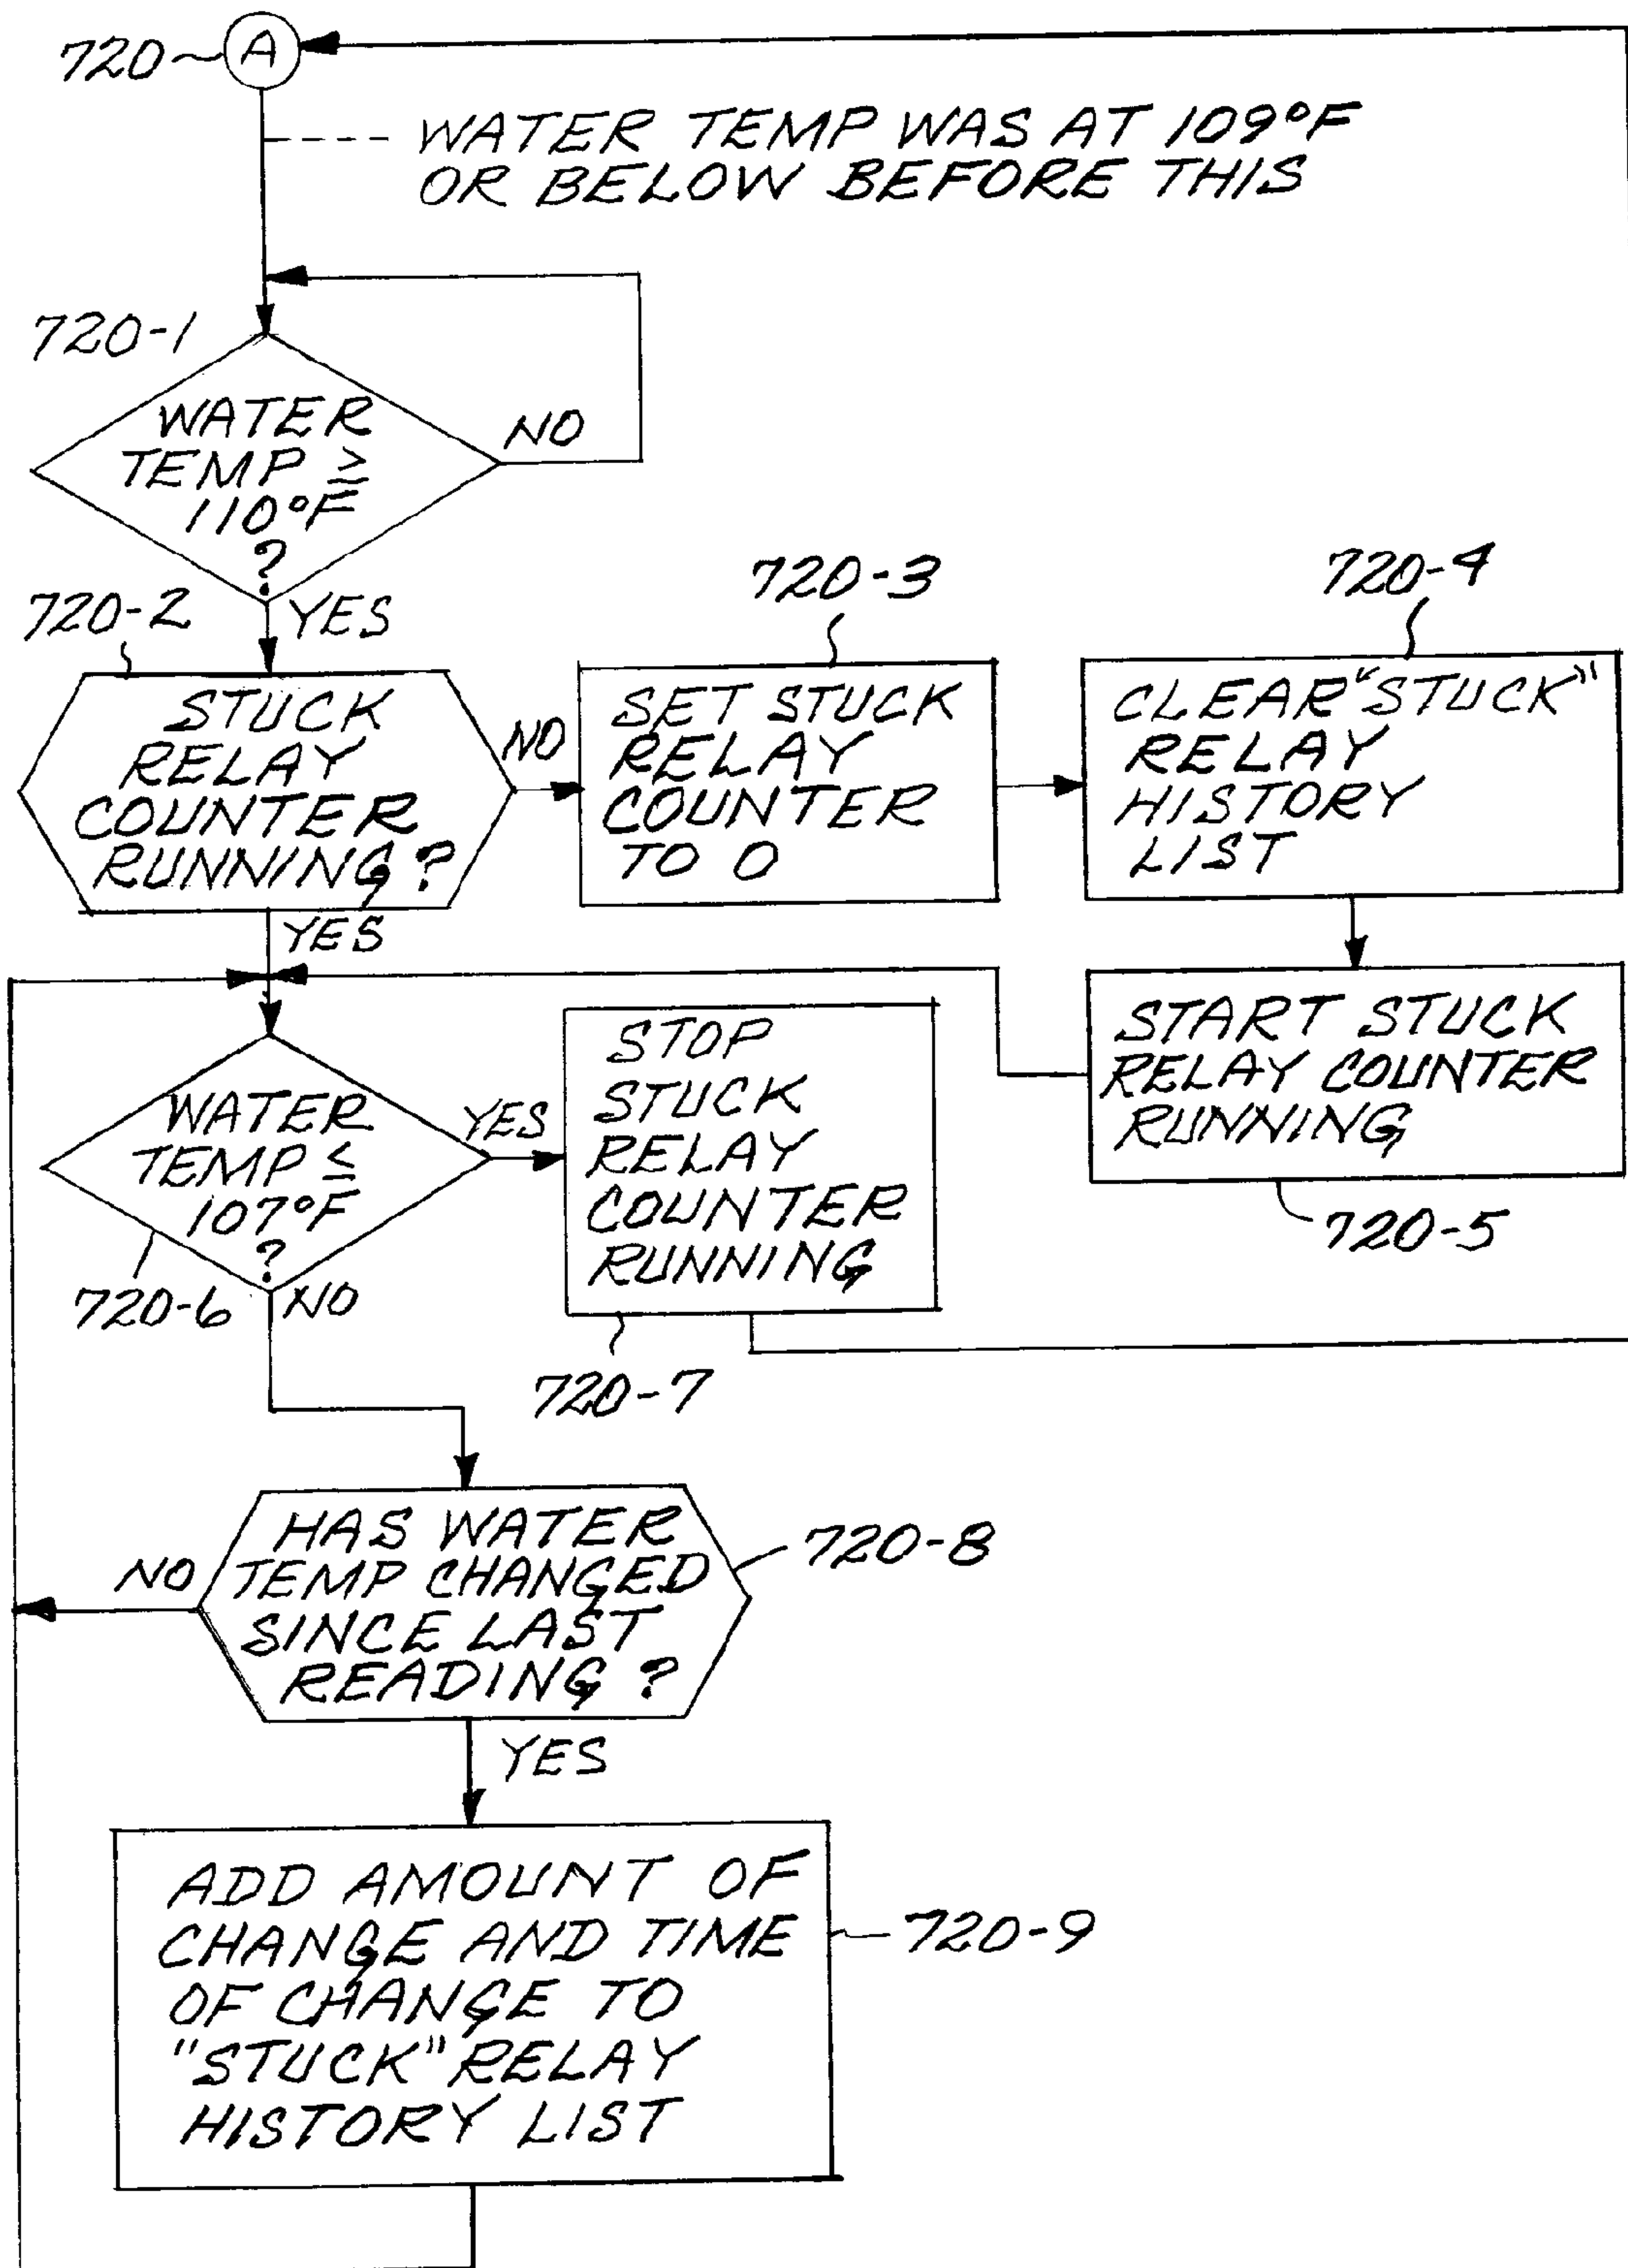 720
A
WATER TEMP WAS AT 109°F
OR BELOW BEFORE THIS
720-1
WATER
TEMP ≥
110°F
?
NO
YES
720-2
STUCK
RELAY
COUNTER
RUNNING?
NO
YES
720-3
SET STUCK
RELAY
COUNTER
TO 0
720-4
CLEAR "STUCK"
RELAY
HISTORY
LIST
START STUCK
RELAY COUNTER
RUNNING
720-5
WATER
TEMP ≤
107°F
?
720-6
YES
NO
STOP
STUCK
RELAY
COUNTER
RUNNING
720-7
HAS WATER
TEMP CHANGED
SINCE LAST
READING?
720-8
NO
YES
ADD AMOUNT OF
CHANGE AND TIME
OF CHANGE TO
"STUCK" RELAY
HISTORY LIST
720-9